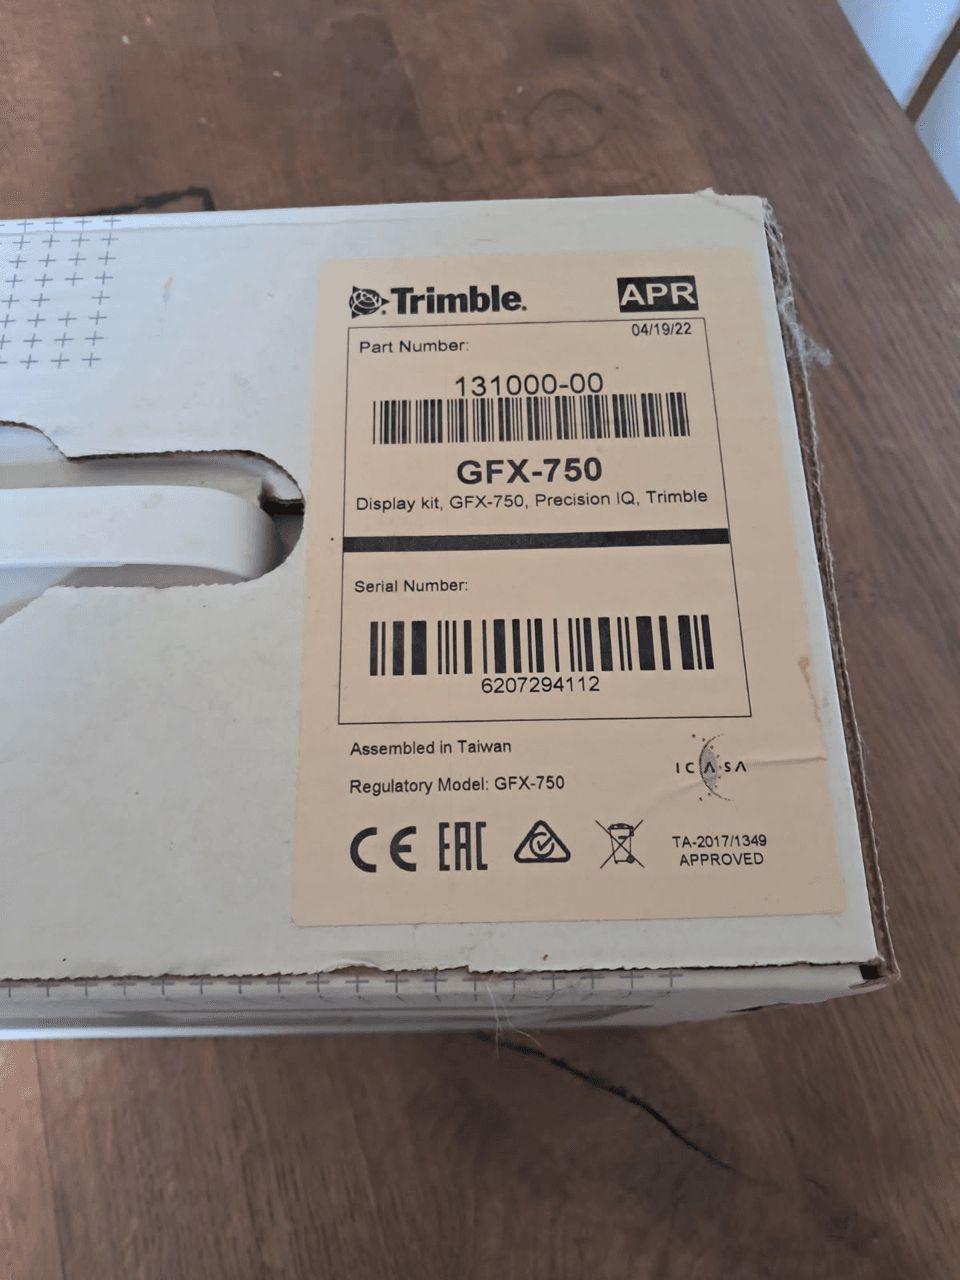 Trimble.
APR
04/19/22
Part Number:
131000-00
GFX-750
Display kit, GFX-750, Precision IQ, Trimble
Serial Number:
6207294112
Assembled in Taiwan
Regulatory Model: GFX-750
ICASA
CE EAC
TA-2017/1349
APPROVED